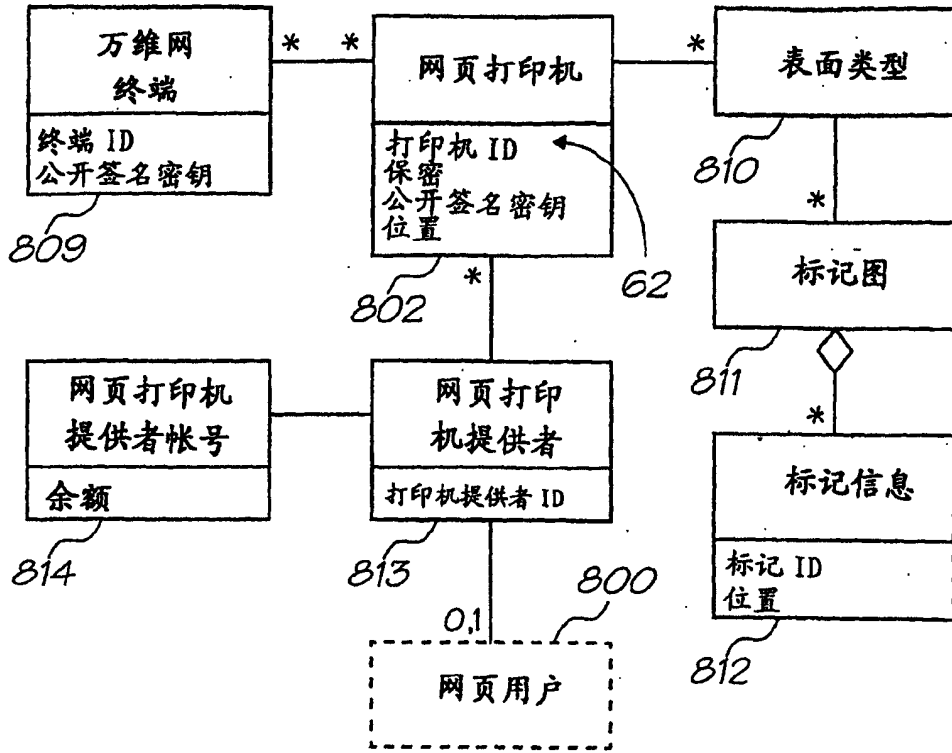 万维网
终端
终端 ID
公开签名密钥
809
*
*
网页打印机
打印机 ID
保密
公开签名密钥
位置
62
802
*
*
表面类型
810
*
标记图
811
*
标记信息
标记 ID
位置
812
网页打印机
提供者帐号
余额
814
网页打印
机提供者
打印机提供者 ID
813
0,1
800
网页用户